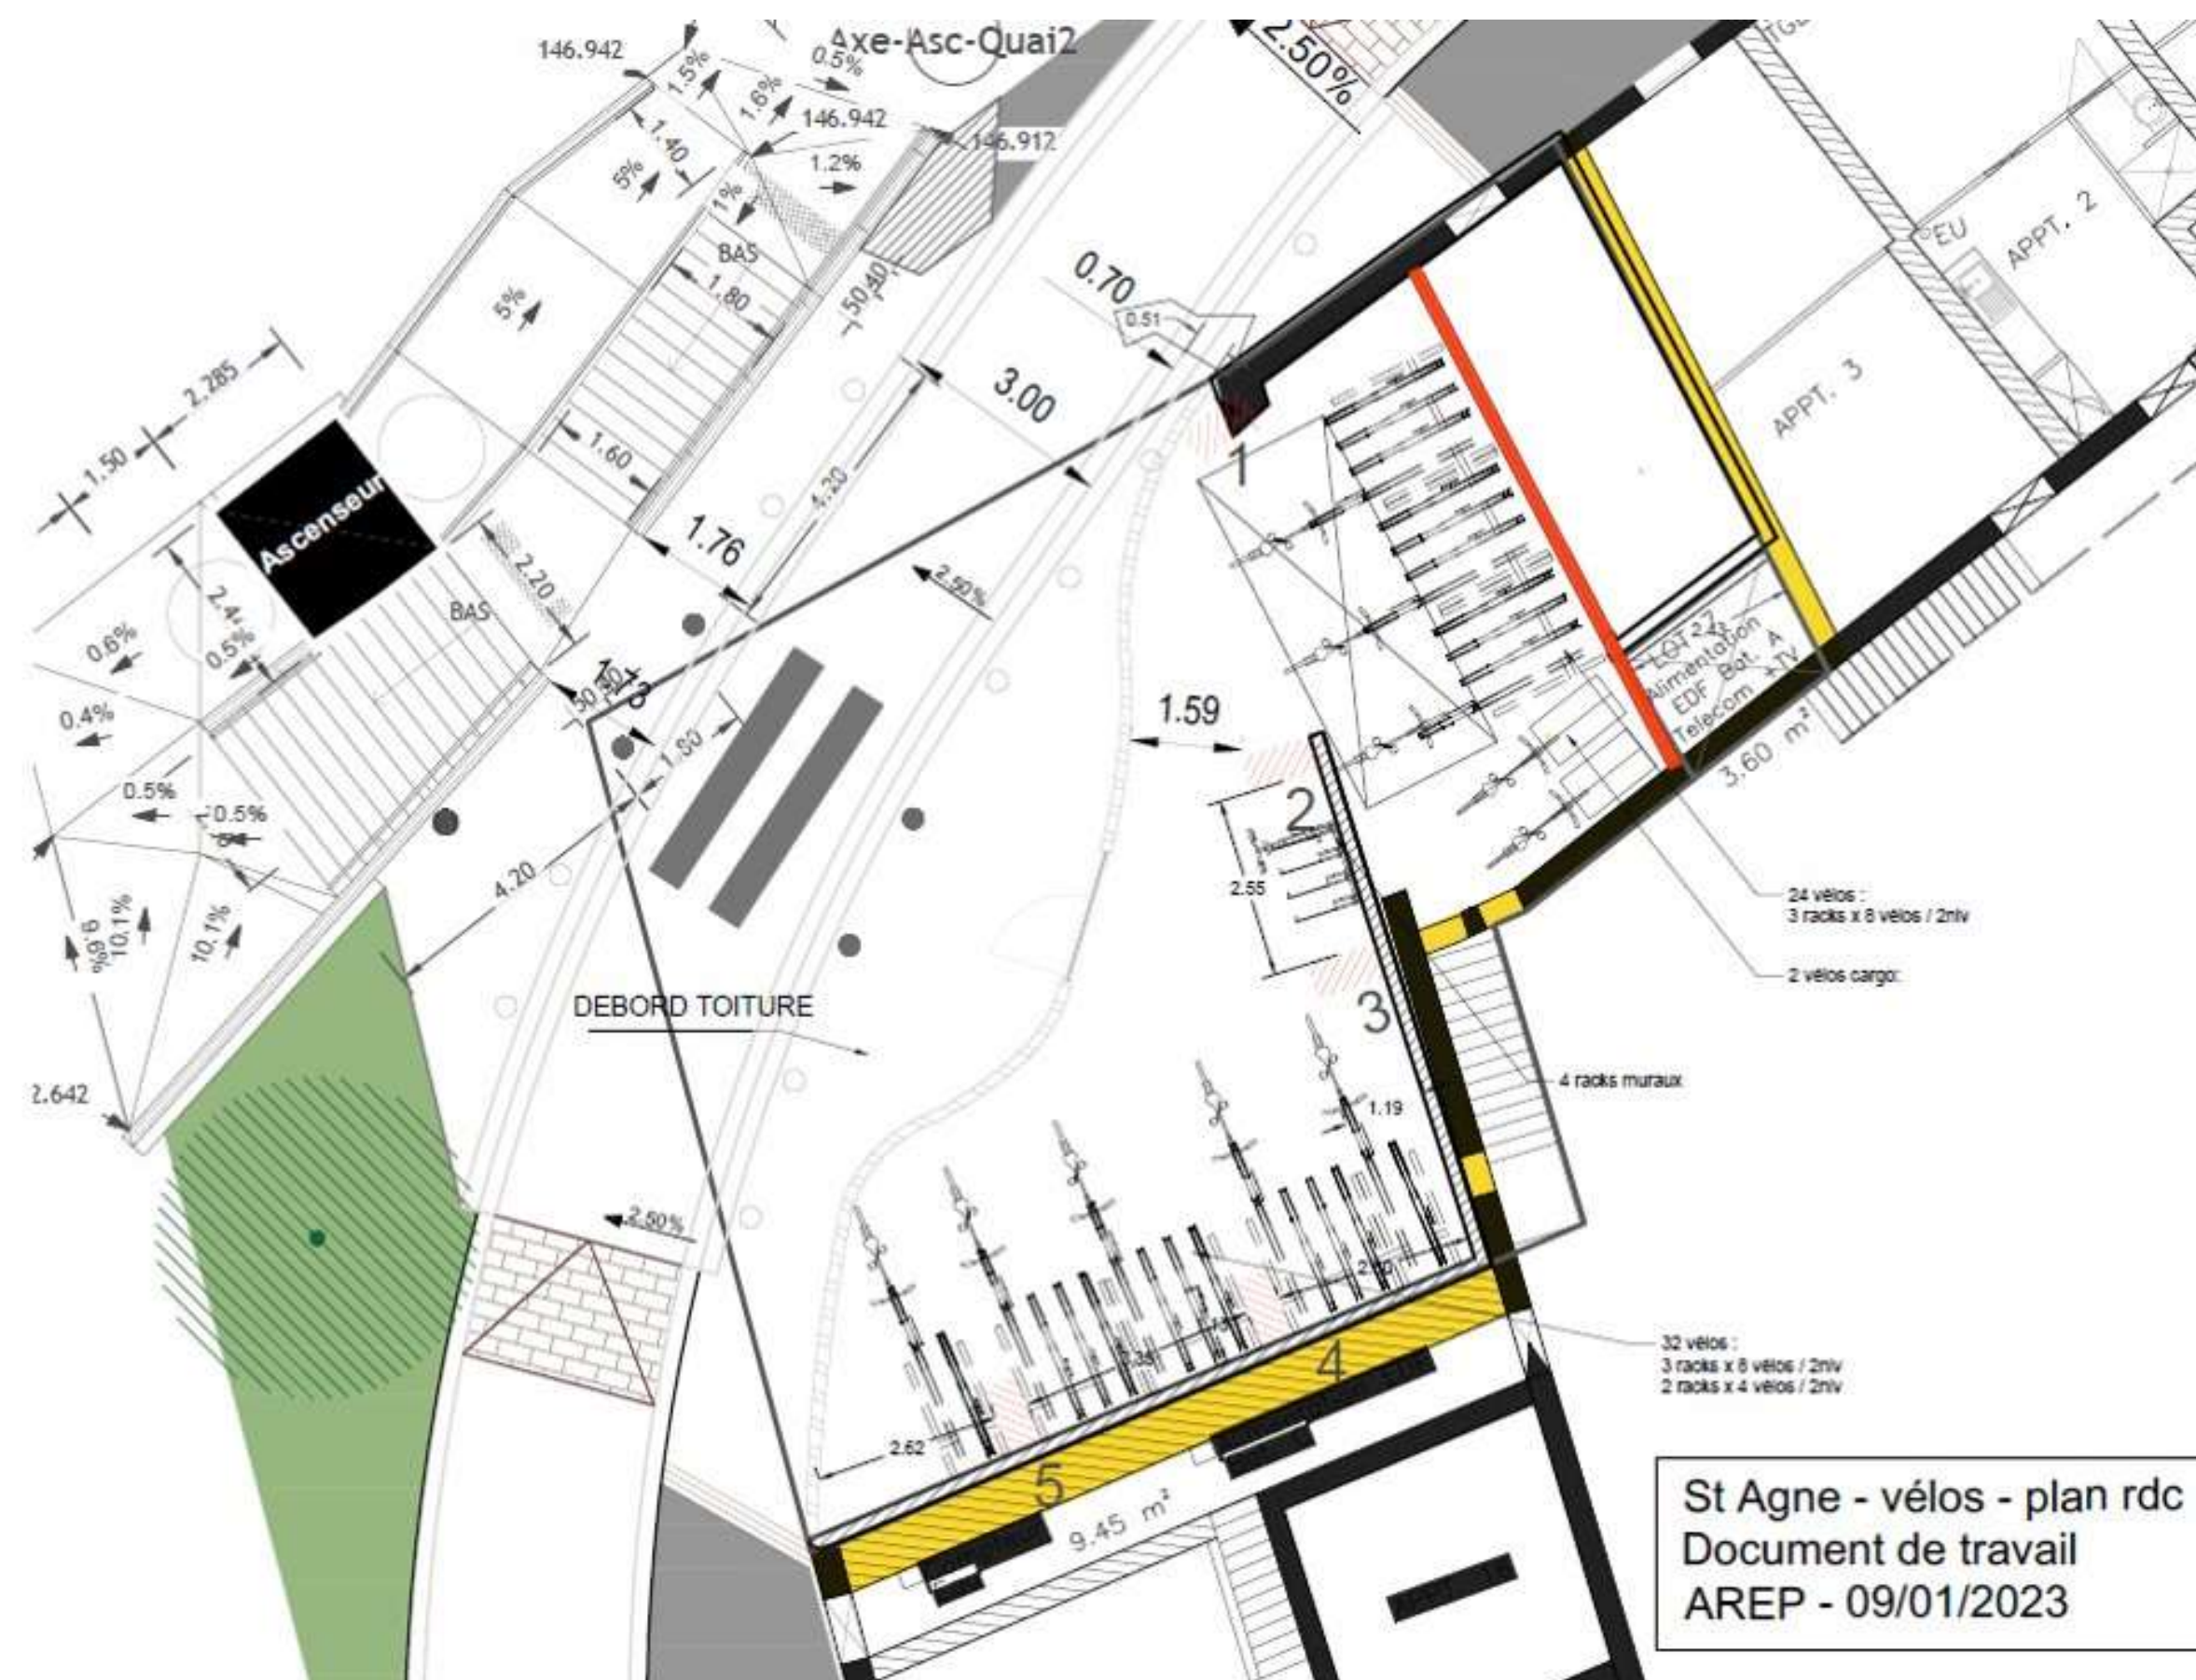 Axe-Asc-Quai2
146.942
1.5%
1.6%
0.5%
146.942
146.912
1.2%
1.40
5%
1%
BAS
1.80
5%
2.50%
0.70
0.51
3.00
EU
APPT. 2
APPT. 3
2.285
1.50
Ascenseur
1.60
1.76
4.20
2.50%
2.20
BAS
0.6%
0.5%
0.4%
0.5%
0.5%
1
1.59
LOT
Alimentation
EDF Bat. A
Telecom + TV
3.60 m²
1.80
4.20
2
2.55
3
10.1%
9.6%
10.1%
24 vélos :
3 racks x 8 vélos / 2niv
2 vélos cargo:
DEBORD TOITURE
4 racks muraux
2.642
1.19
2.50%
32 vélos :
3 racks x 8 vélos / 2niv
2 racks x 4 vélos / 2niv
4
2.62
5
9.45 m²
St Agne - vélos - plan rdc
Document de travail
AREP - 09/01/2023